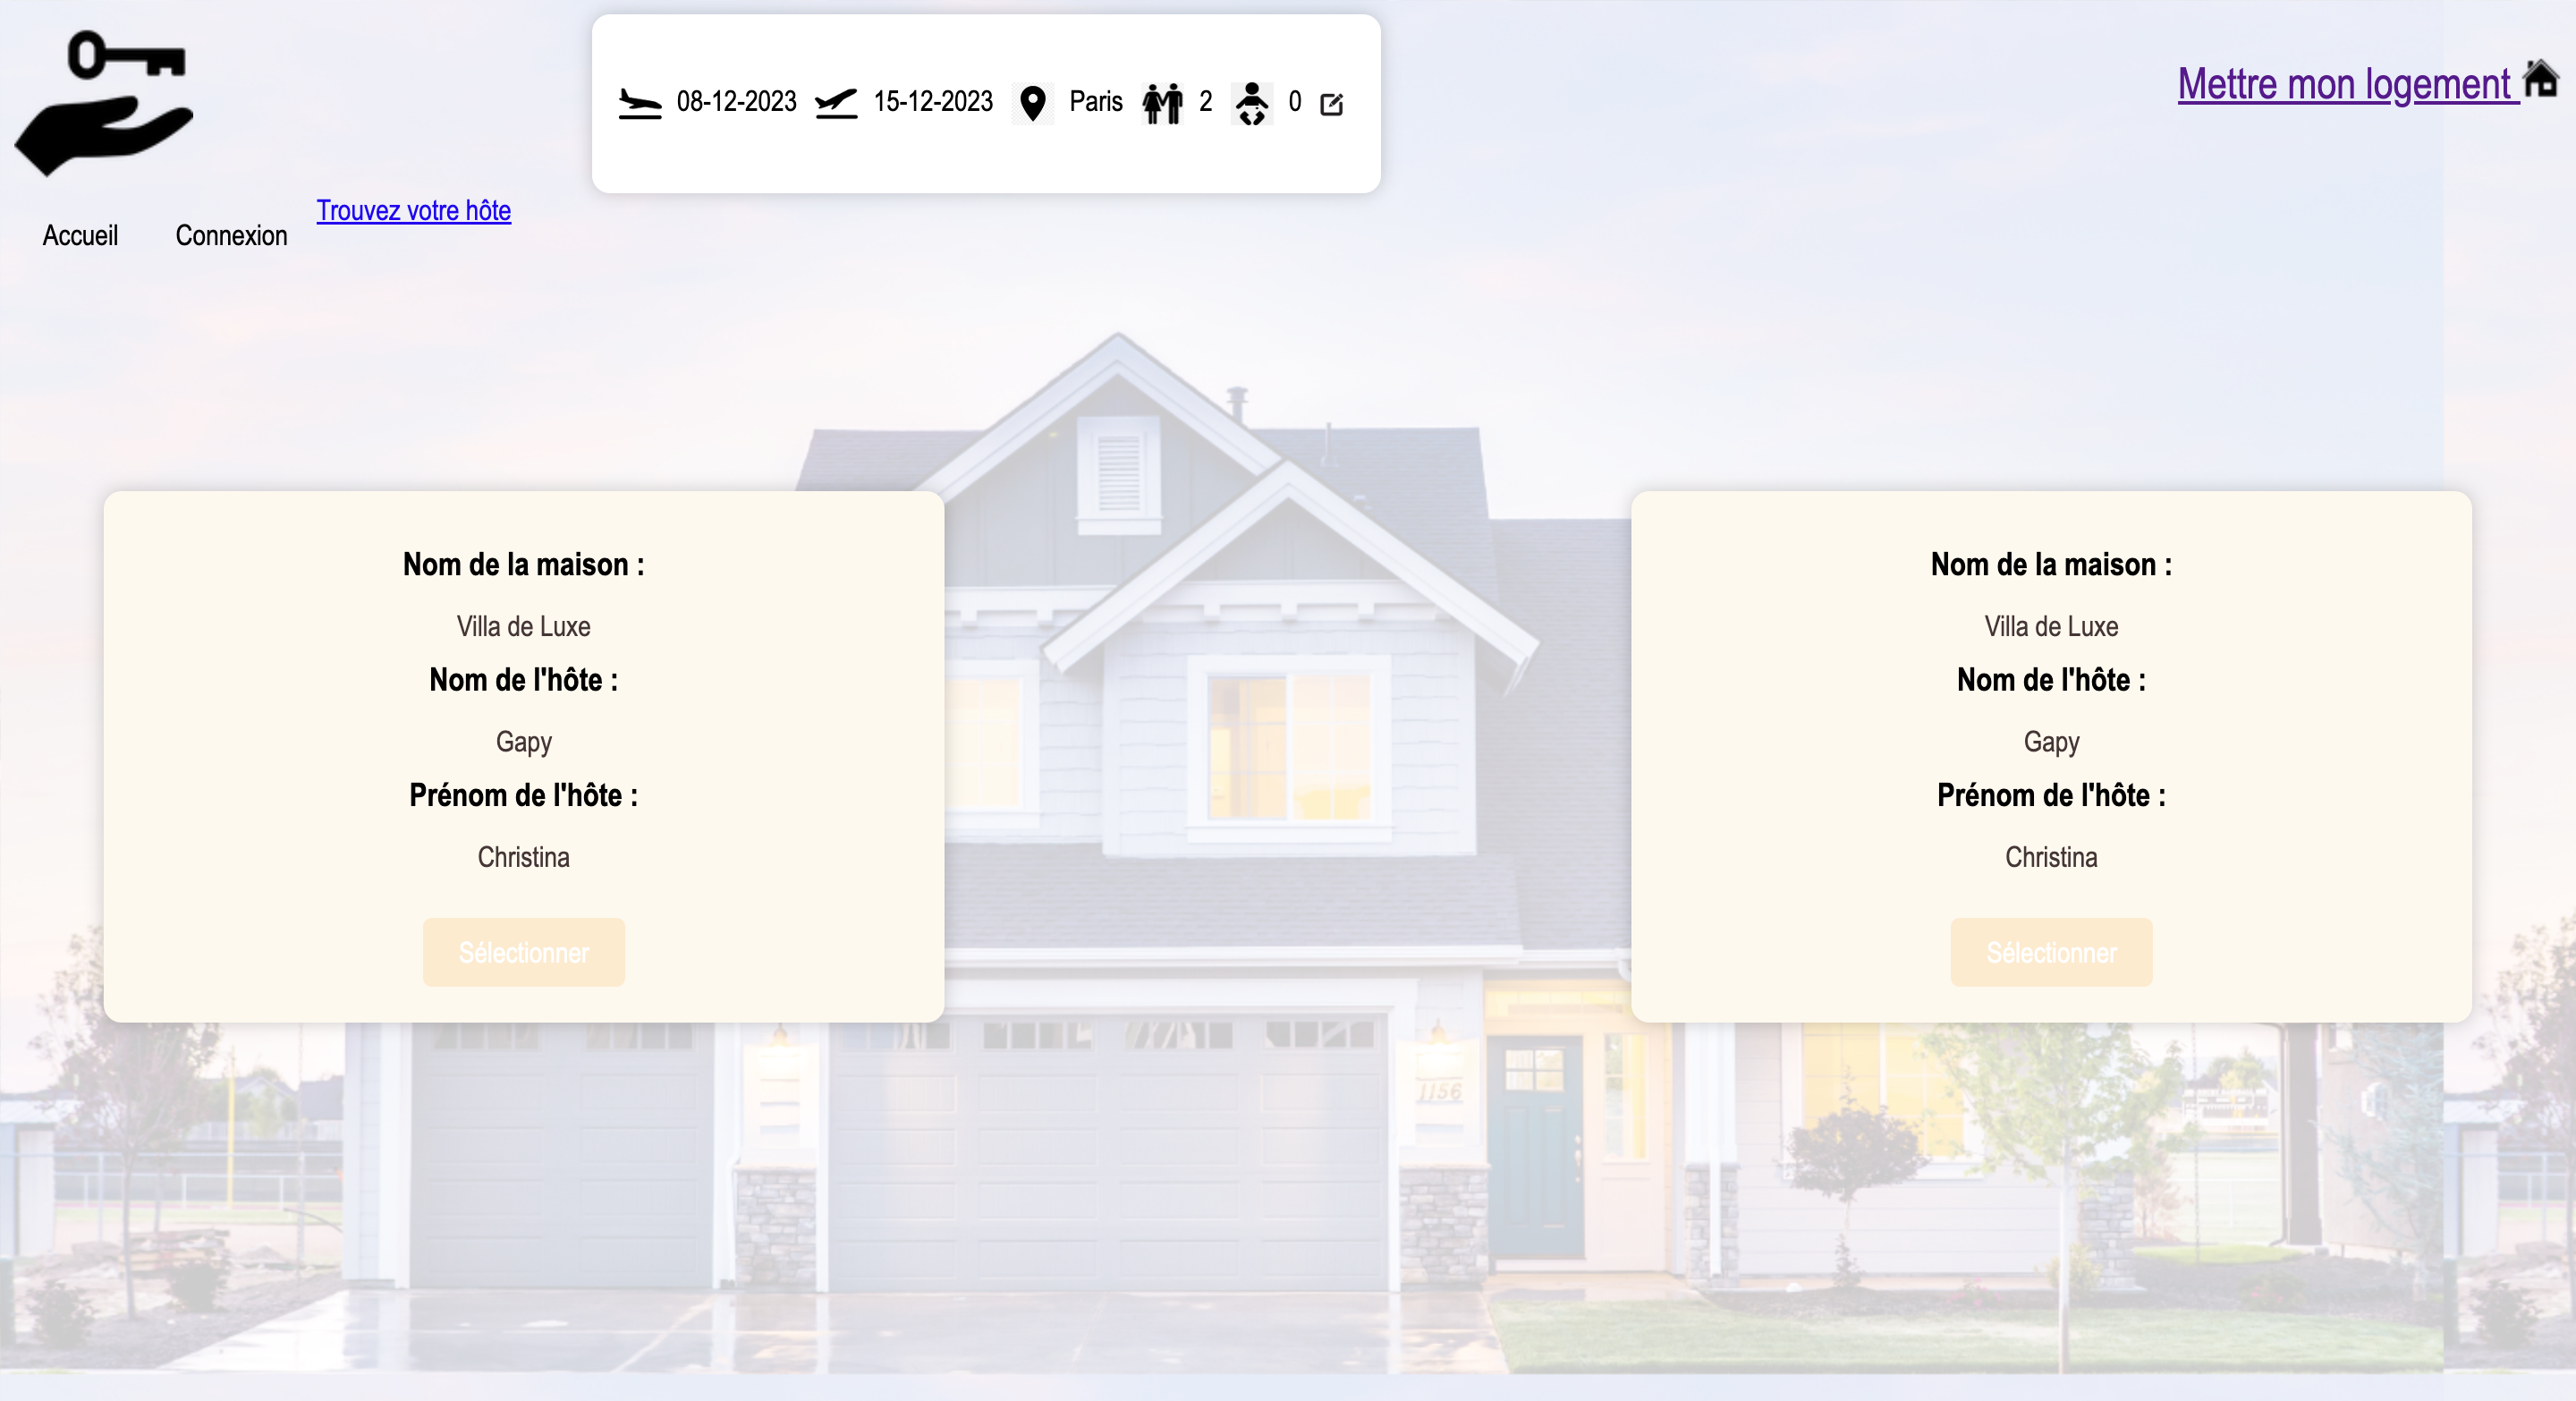 08-12-2023 15-12-2023 Paris 2 0
Mettre mon logement
Trouvez votre hôte
Accueil Connexion
Nom de la maison :
Villa de Luxe
Nom de l'hôte :
Gapy
Prénom de l'hôte :
Christina
Sélectionner
Nom de la maison :
Villa de Luxe
Nom de l'hôte :
Gapy
Prénom de l'hôte :
Christina
Sélectionner
1156